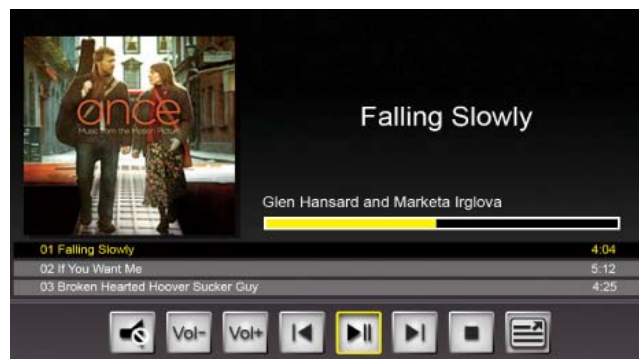 once
Music from the Motion Picture
Falling Slowly
Glen Hansard and Marketa Irglova
01 Falling Slowly 4:04
02 If You Want Me 5:12
03 Broken Hearted Hoover Sucker Guy 4:25
Vol-
Vol+